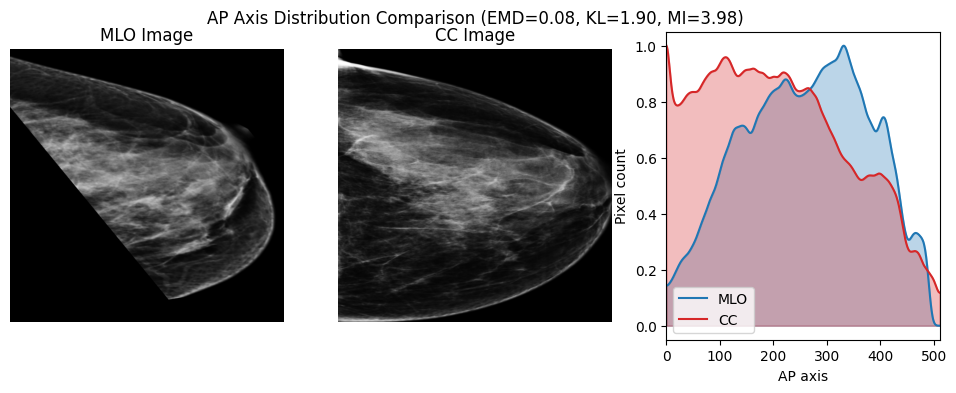 AP Axis Distribution Comparison (EMD=0.08, KL=1.90, MI=3.98)
MLO Image
CC Image
Pixel count
1.0
0.8
0.6
0.4
0.2
0.0
MLO
CC
0 100 200 300 400 500
AP axis